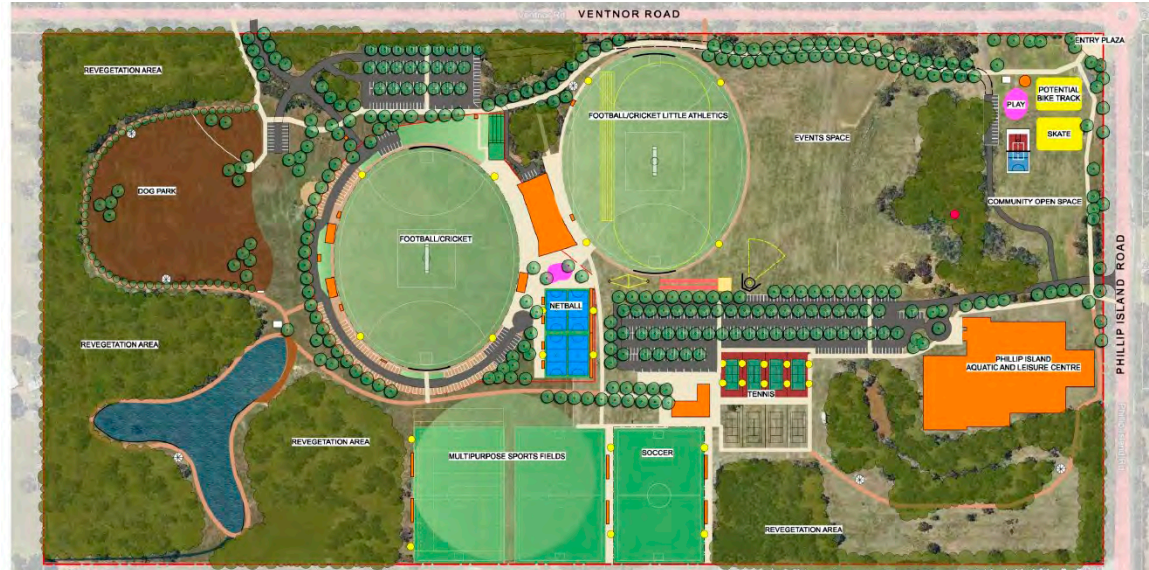 VENTNOR ROAD
ENTRY PLAZA
REVEGETATION AREA
POTENTIAL
BIKE TRACK
PLAY
FOOTBALL/CRICKET LITTLE ATHLETICS
SKATE
EVENTS SPACE
DOG PARK
COMMUNITY OPEN SPACE
FOOTBALL/CRICKET
PHILLIP ISLAND ROAD
NETBALL
REVEGETATION AREA
PHILLIP ISLAND
AQUATIC AND LEISURE CENTRE
TENNIS
REVEGETATION AREA
MULTIPURPOSE SPORTS FIELDS
SOCCER
REVEGETATION AREA